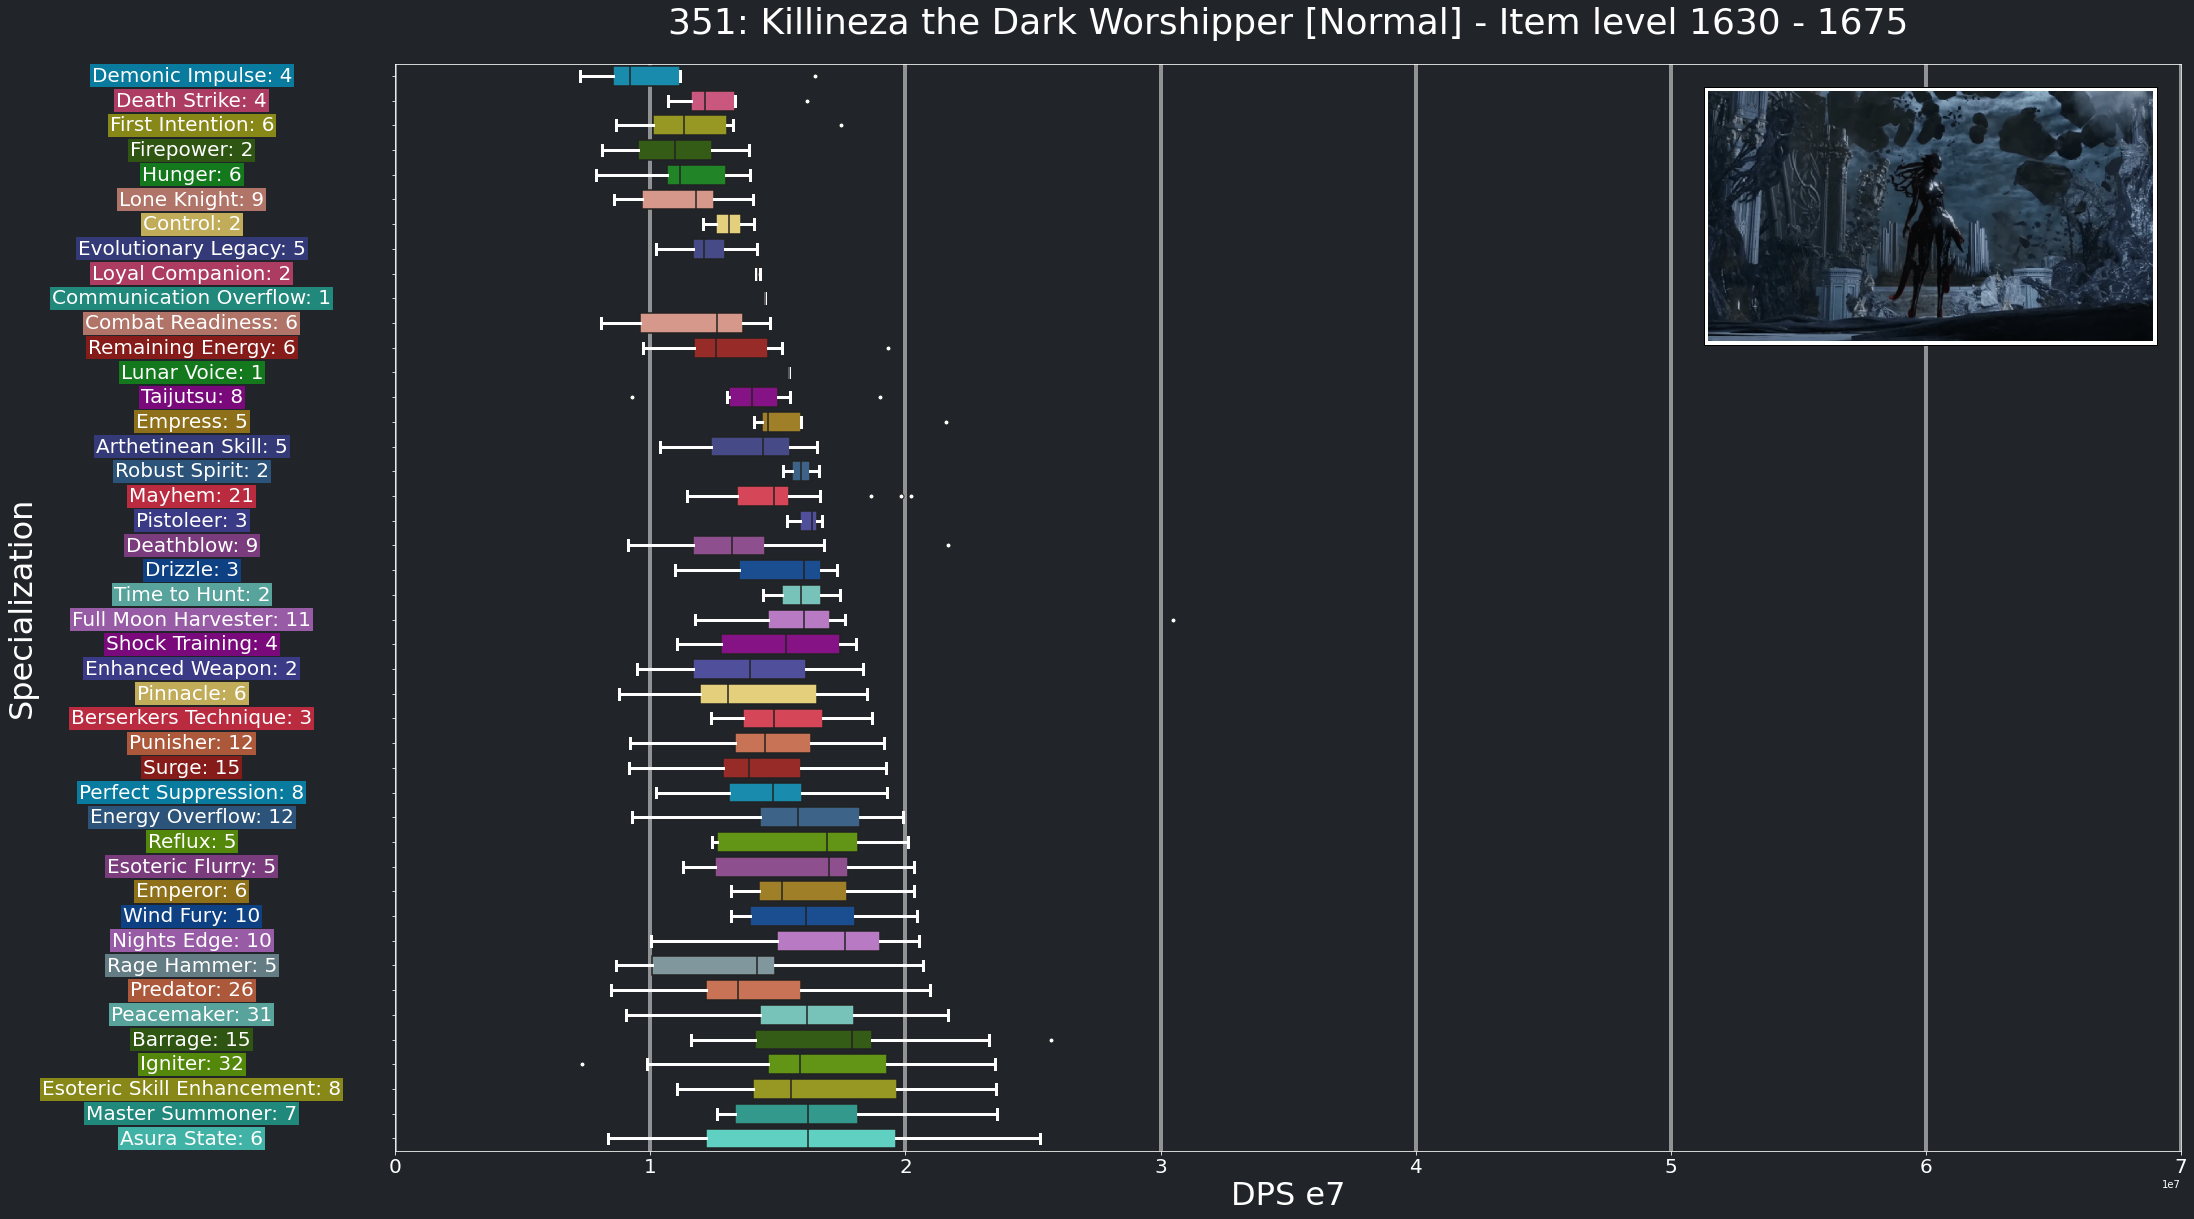 351: Killineza the Dark Worshipper [Normal] - Item level 1630 - 1675
Specialization
Demonic Impulse: 4
Death Strike: 4
First Intention: 6
Firepower: 2
Hunger: 6
Lone Knight: 9
Control: 2
Evolutionary Legacy: 5
Loyal Companion: 2
Communication Overflow: 1
Combat Readiness: 6
Remaining Energy: 6
Lunar Voice: 1
Taijutsu: 8
Empress: 5
Arthetinean Skill: 5
Robust Spirit: 2
Mayhem: 21
Pistoleer: 3
Deathblow: 9
Drizzle: 3
Time to Hunt: 2
Full Moon Harvester: 11
Shock Training: 4
Enhanced Weapon: 2
Pinnacle: 6
Berserkers Technique: 3
Punisher: 12
Surge: 15
Perfect Suppression: 8
Energy Overflow: 12
Reflux: 5
Esoteric Flurry: 5
Emperor: 6
Wind Fury: 10
Nights Edge: 10
Rage Hammer: 5
Predator: 26
Peacemaker: 31
Barrage: 15
Igniter: 32
Esoteric Skill Enhancement: 8
Master Summoner: 7
Asura State: 6
0 1 2 3 4 5 6 7
1e7
DPS e7